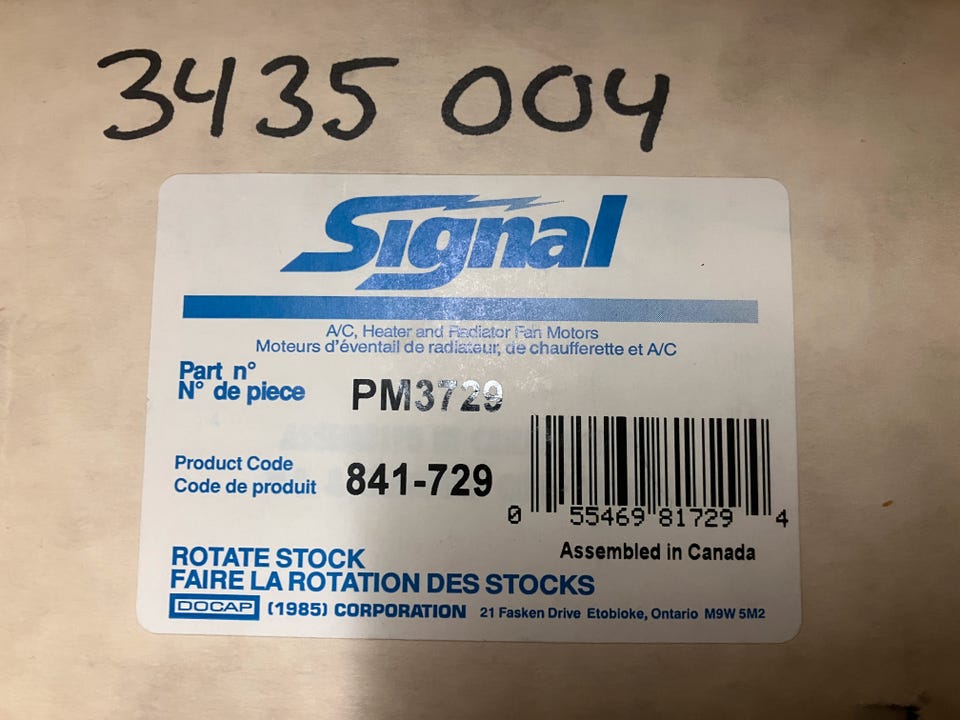 3435 004
Signal
A/C, Heater and Radiator Fan Motors
Moteurs d'éventail de radiateur, de chaufferette et A/C
Part n°
N° de piece PM3729
Product Code
Code de produit 841-729
0 55469 81729 4
Assembled in Canada
ROTATE STOCK
FAIRE LA ROTATION DES STOCKS
DOCAP (1985) CORPORATION 21 Fasken Drive Etobioke, Ontario M9W 5M2